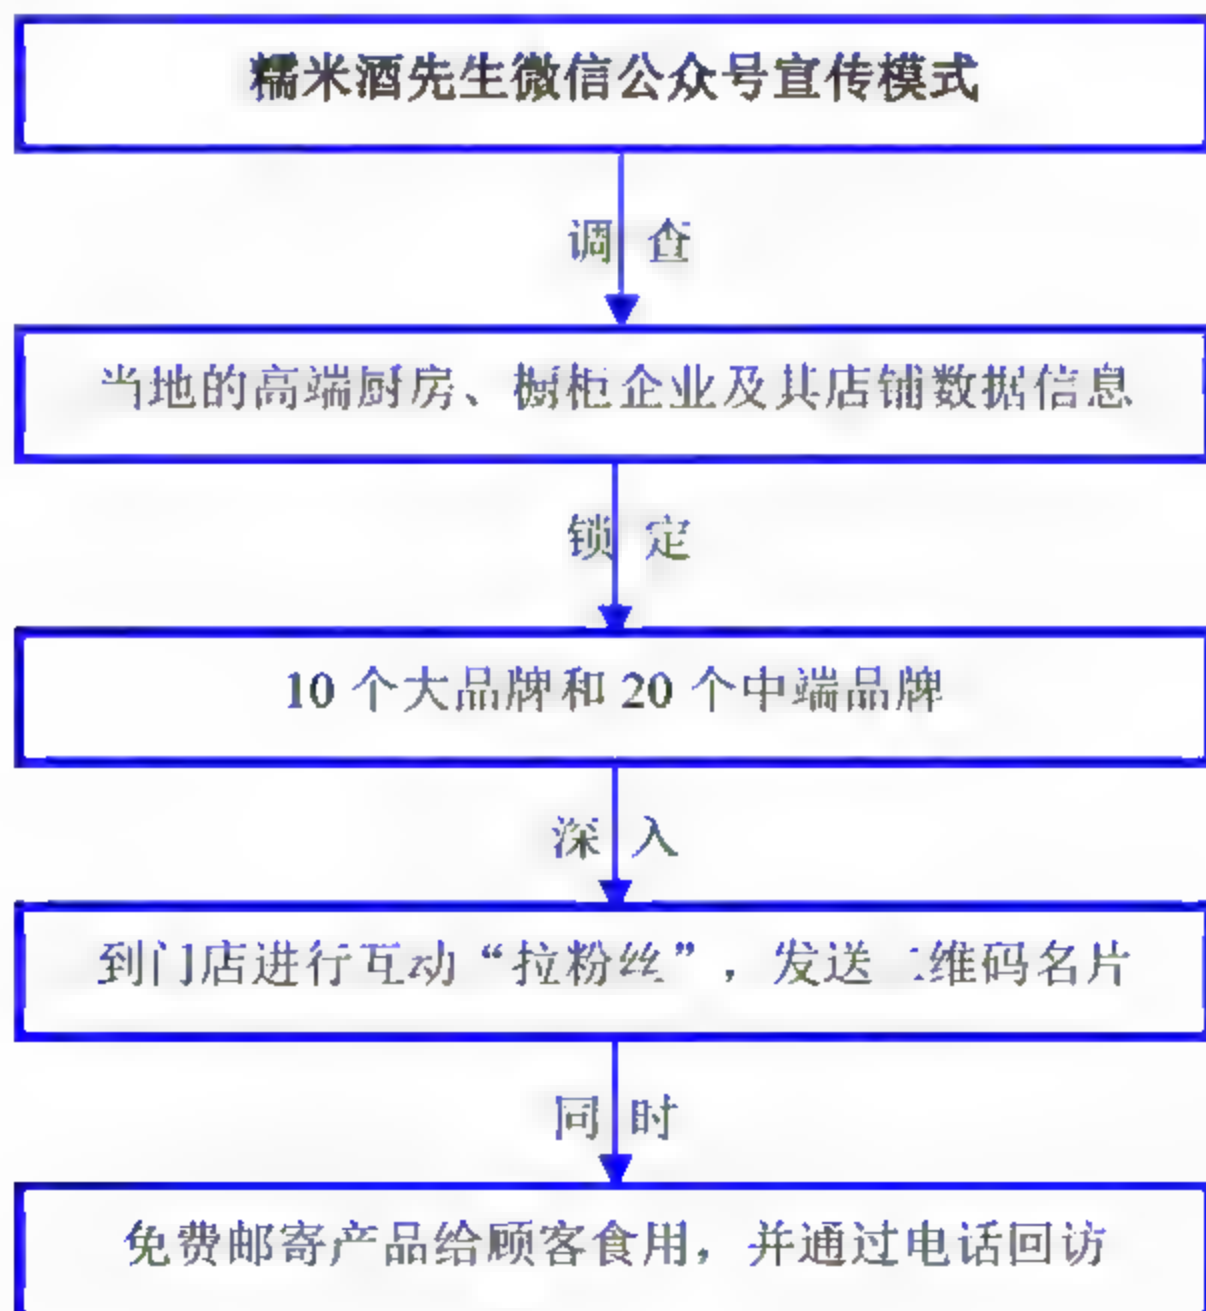 糯米酒先生微信公众号宣传模式
调 查
当地的高端厨房、橱柜企业及其店铺数据信息
锁 定
10 个大品牌和 20 个中端品牌
深 入
到门店进行互动“拉粉丝”，发送二维码名片
同 时
免费邮寄产品给顾客食用，并通过电话回访